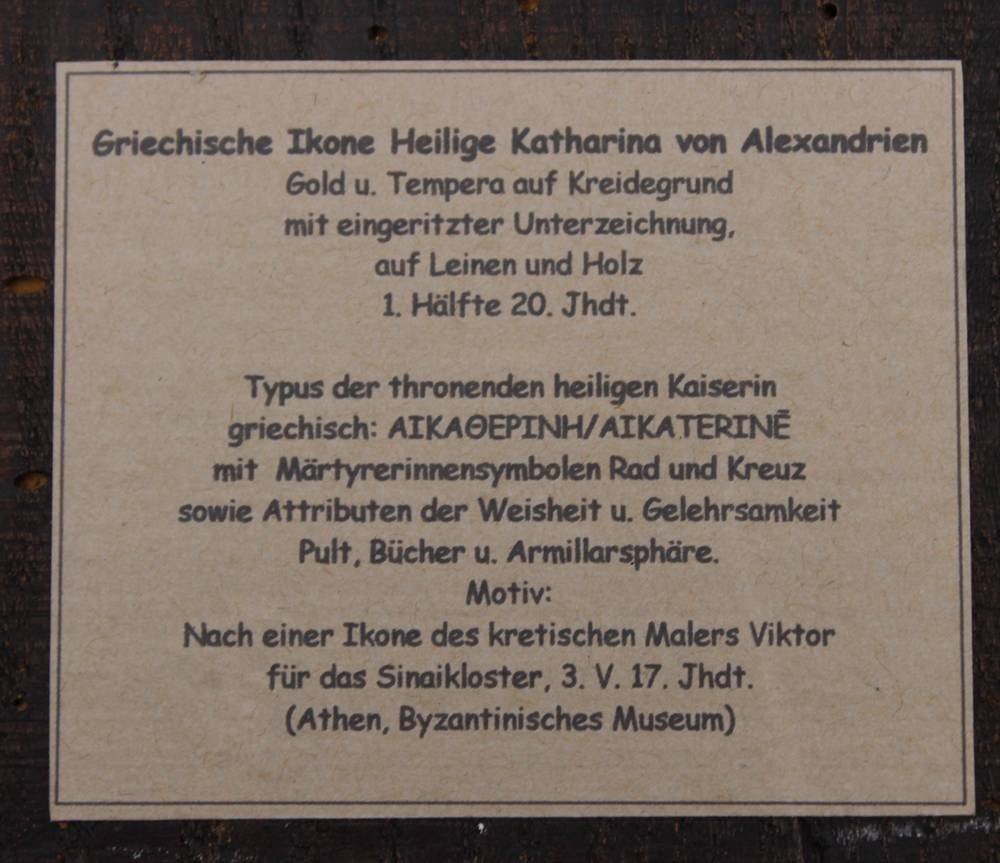 Griechische Ikone Heilige Katharina von Alexandrien
Gold u. Tempera auf Kreidegrund
mit eingeritzter Unterzeichnung,
auf Leinen und Holz
1. Hälfte 20. Jhdt.
Typus der thronenden heiligen Kaiserin
griechisch: ΑΙΚΑΘΕΡΙΝΗ/AIKATERINĒ
mit Märtyrerinnensymbolen Rad und Kreuz
sowie Attributen der Weisheit u. Gelehrsamkeit
Pult, Bücher u. Armillarsphäre.
Motiv:
Nach einer Ikone des kretischen Malers Viktor
für das Sinaikloster, 3. V. 17. Jhdt.
(Athen, Byzantinisches Museum)